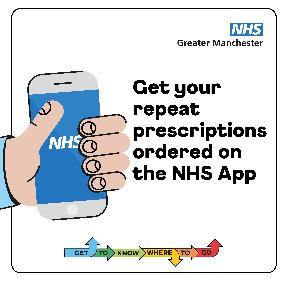 NHS
Greater Manchester
Get your
repeat
prescriptions
ordered on
the NHS App
NHS
GET TO KNOW WHERE TO GO